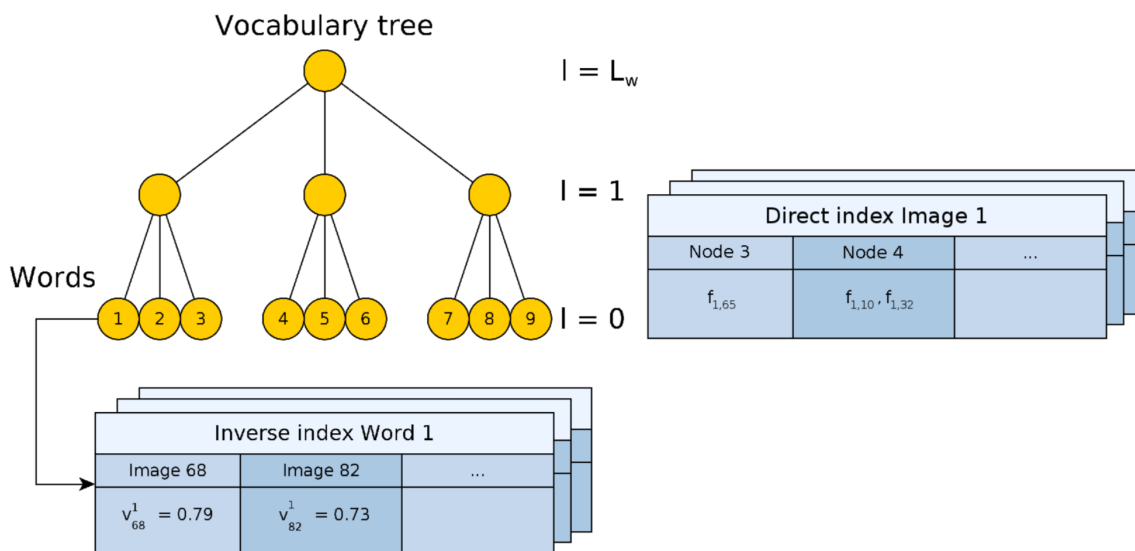 Vocabulary tree
l = L_w
l = 1
Direct index Image 1
Node 3 Node 4 ...
f_1,65 f_1,10, f_1,32
Words
1 2 3 4 5 6 7 8 9
l = 0
Inverse index Word 1
Image 68 Image 82 ...
v^1_68 = 0.79 v^1_82 = 0.73